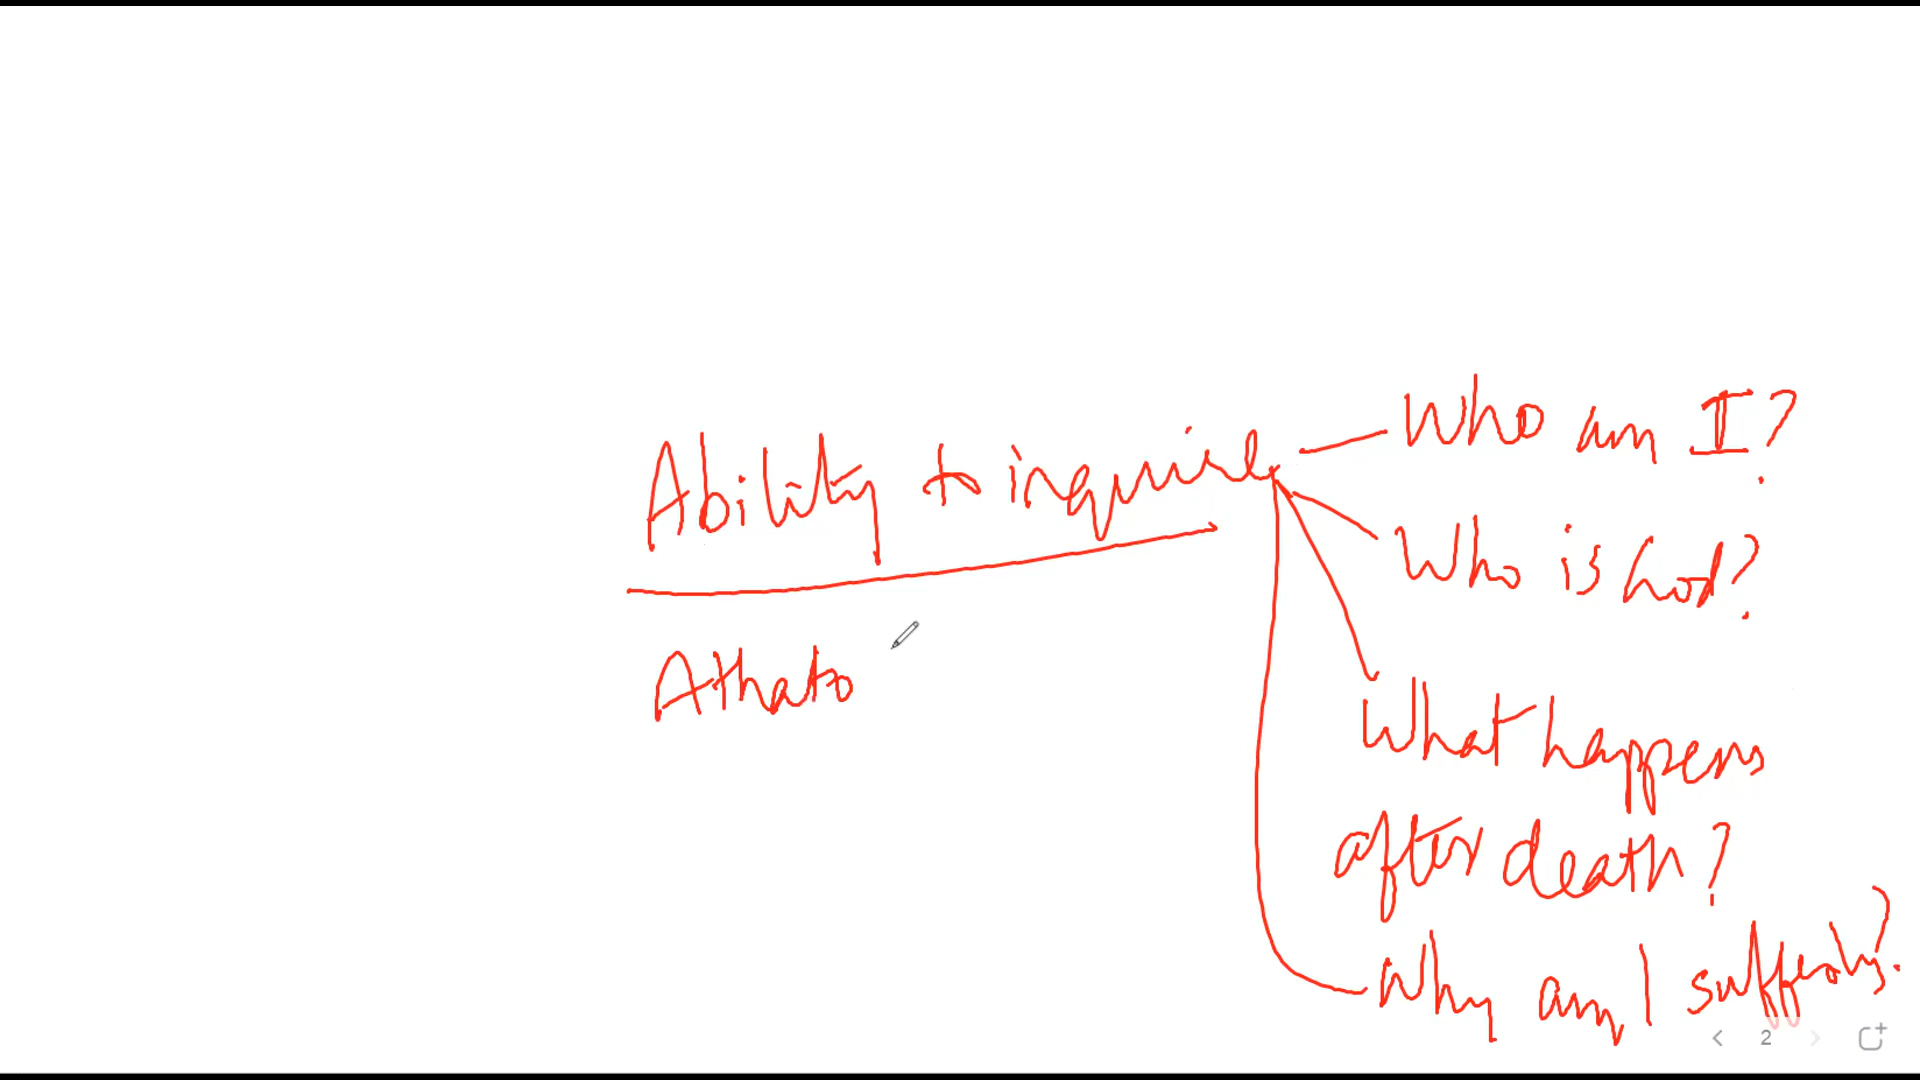 Ability to inquire
Athato
Who am I?
Who is God?
What happens
after death?
Why am I suffering?
2